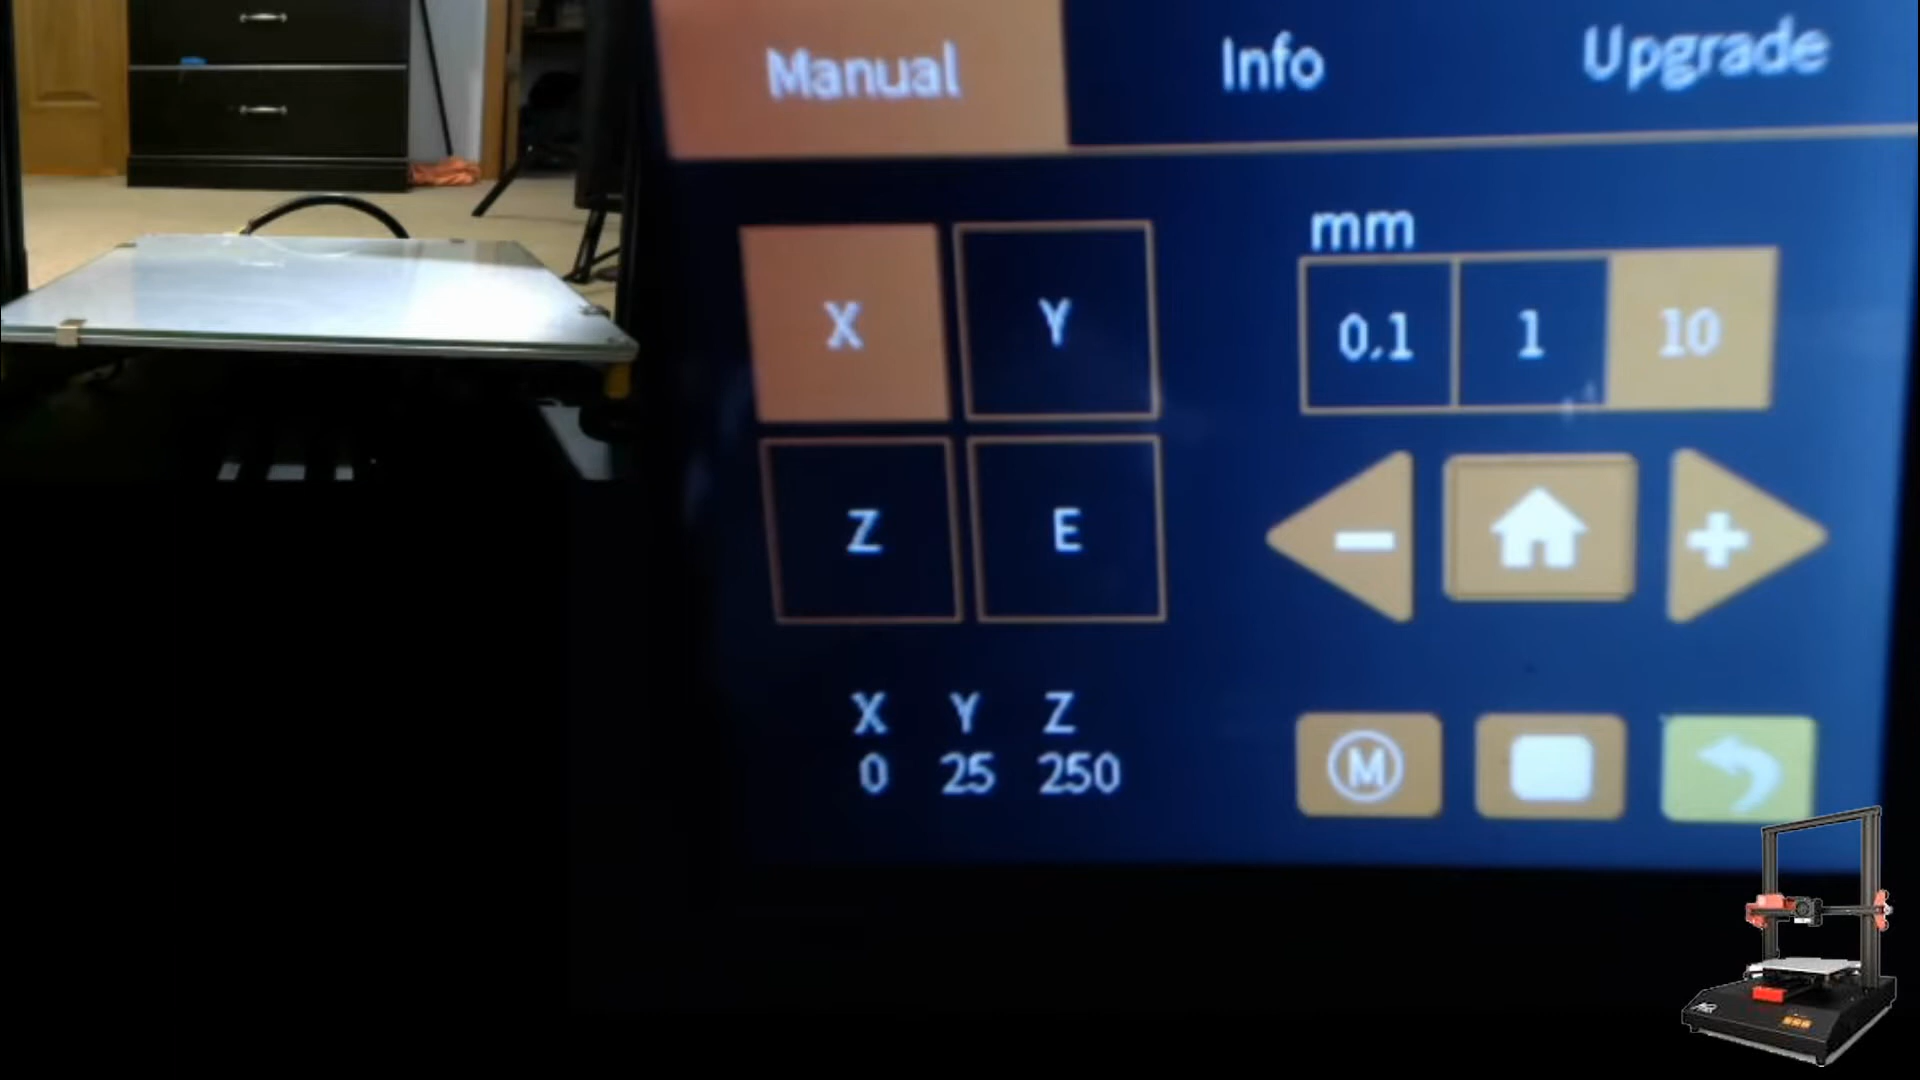 Manual Info Upgrade
mm
X Y
0.1 1 10
Z E
- +
X Y Z
0 25 250
M